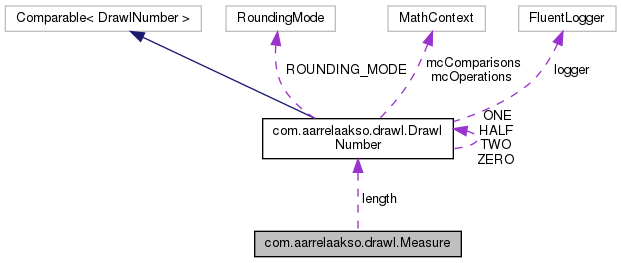 Comparable< DrawlNumber >
RoundingMode
MathContext
FluentLogger
ROUNDING_MODE
mcComparisons
mcOperations
logger
ONE
HALF
TWO
ZERO
com.aarrelaakso.drawl.Drawl
Number
length
com.aarrelaakso.drawl.Measure